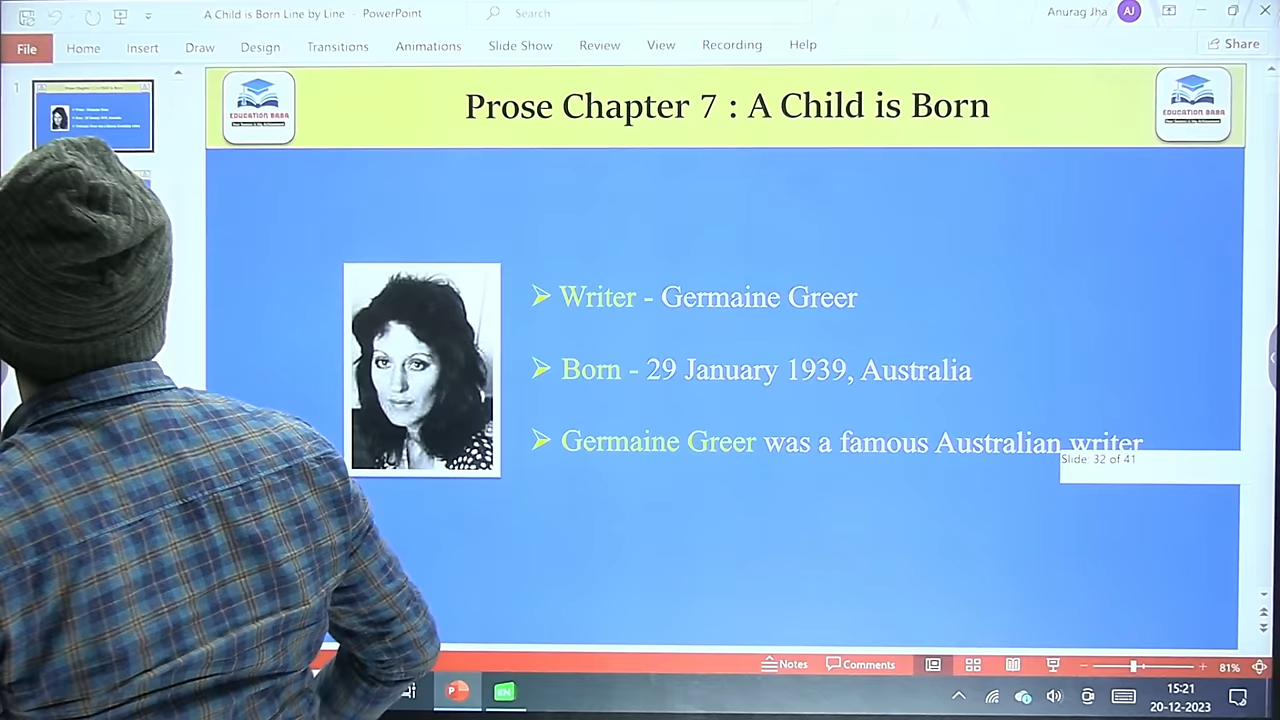 A Child is Born Line by Line - PowerPoint
Search
Anurag Jha
AJ
File Home Insert Draw Design Transitions Animations Slide Show Review View Recording Help
Share
1
EDUCATION BABA
Prose Chapter 7 : A Child is Born
EDUCATION BABA
Writer - Germaine Greer
Born - 29 January 1939, Australia
Germaine Greer was a famous Australian writer
Slide: 32 of 41
Notes
Comments
81%
P
EN
15:21
20-12-2023